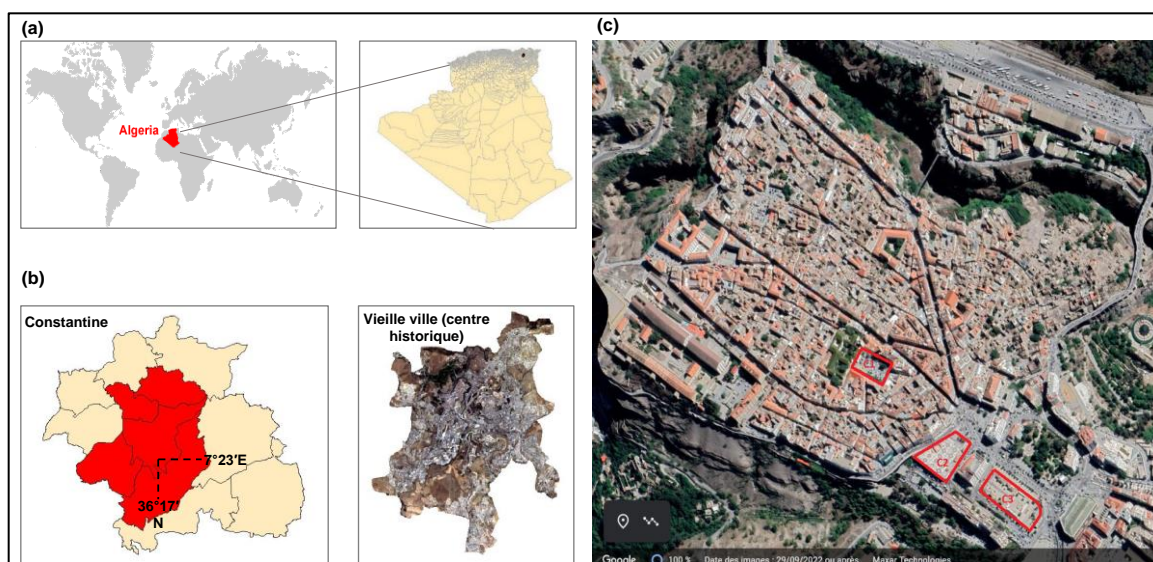 (a)
Algeria
(b)
Constantine
7°23'E
36°17'
N
Vieille ville (centre
historique)
(c)
C2
C3
Google 100 % Date des images : 29/09/2022 ou après Maxar Technologies